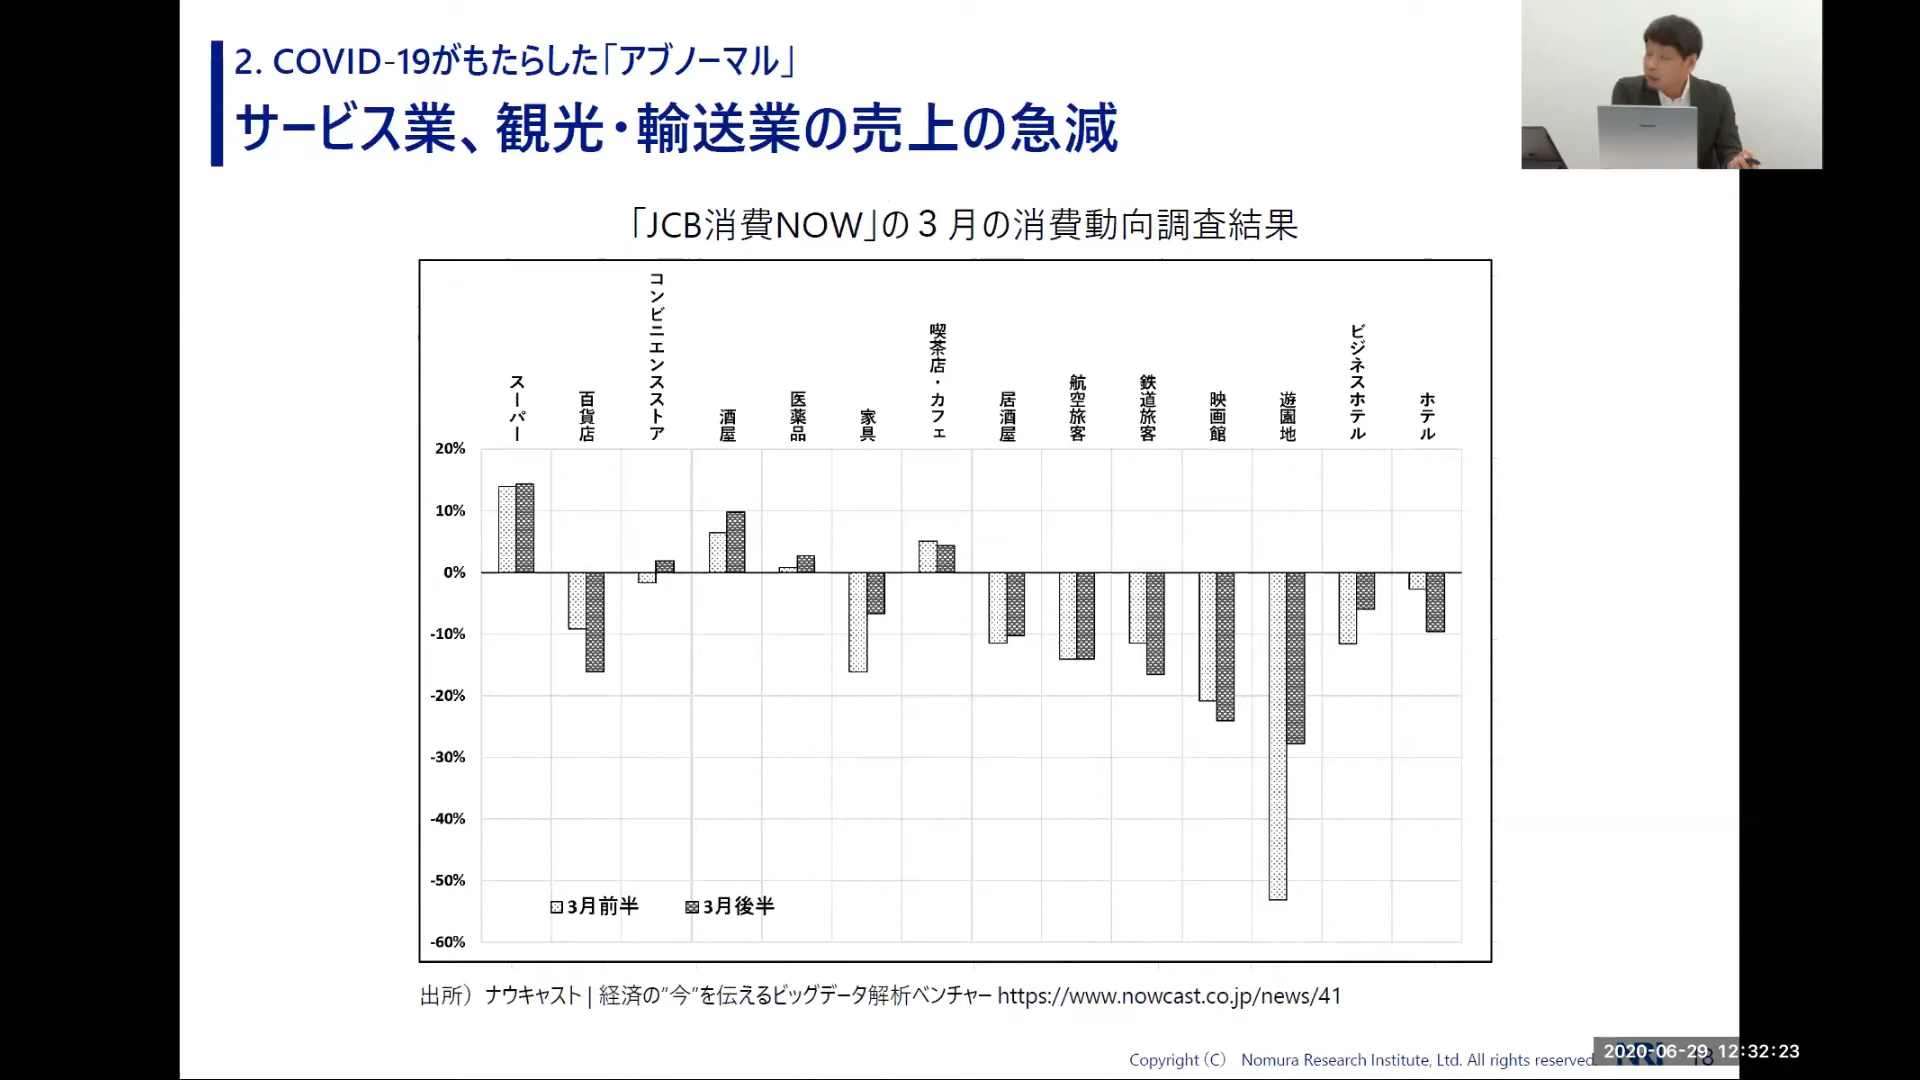 2. COVID-19がもたらした「アブノーマル」
サービス業、観光・輸送業の売上の急減
「JCB消費NOW」の３月の消費動向調査結果
スーパー
百貨店
コンビニエンスストア
酒屋
医薬品
家具
喫茶店・カフェ
居酒屋
航空旅客
鉄道旅客
映画館
遊園地
ビジネスホテル
ホテル
20%
10%
0%
-10%
-20%
-30%
-40%
-50%
-60%
3月前半
3月後半
出所）ナウキャスト | 経済の”今”を伝えるビッグデータ解析ベンチャー https://www.nowcast.co.jp/news/41
Copyright（C） Nomura Research Institute, Ltd. All rights reserved.
NRI
18
2020-06-29 12:32:23